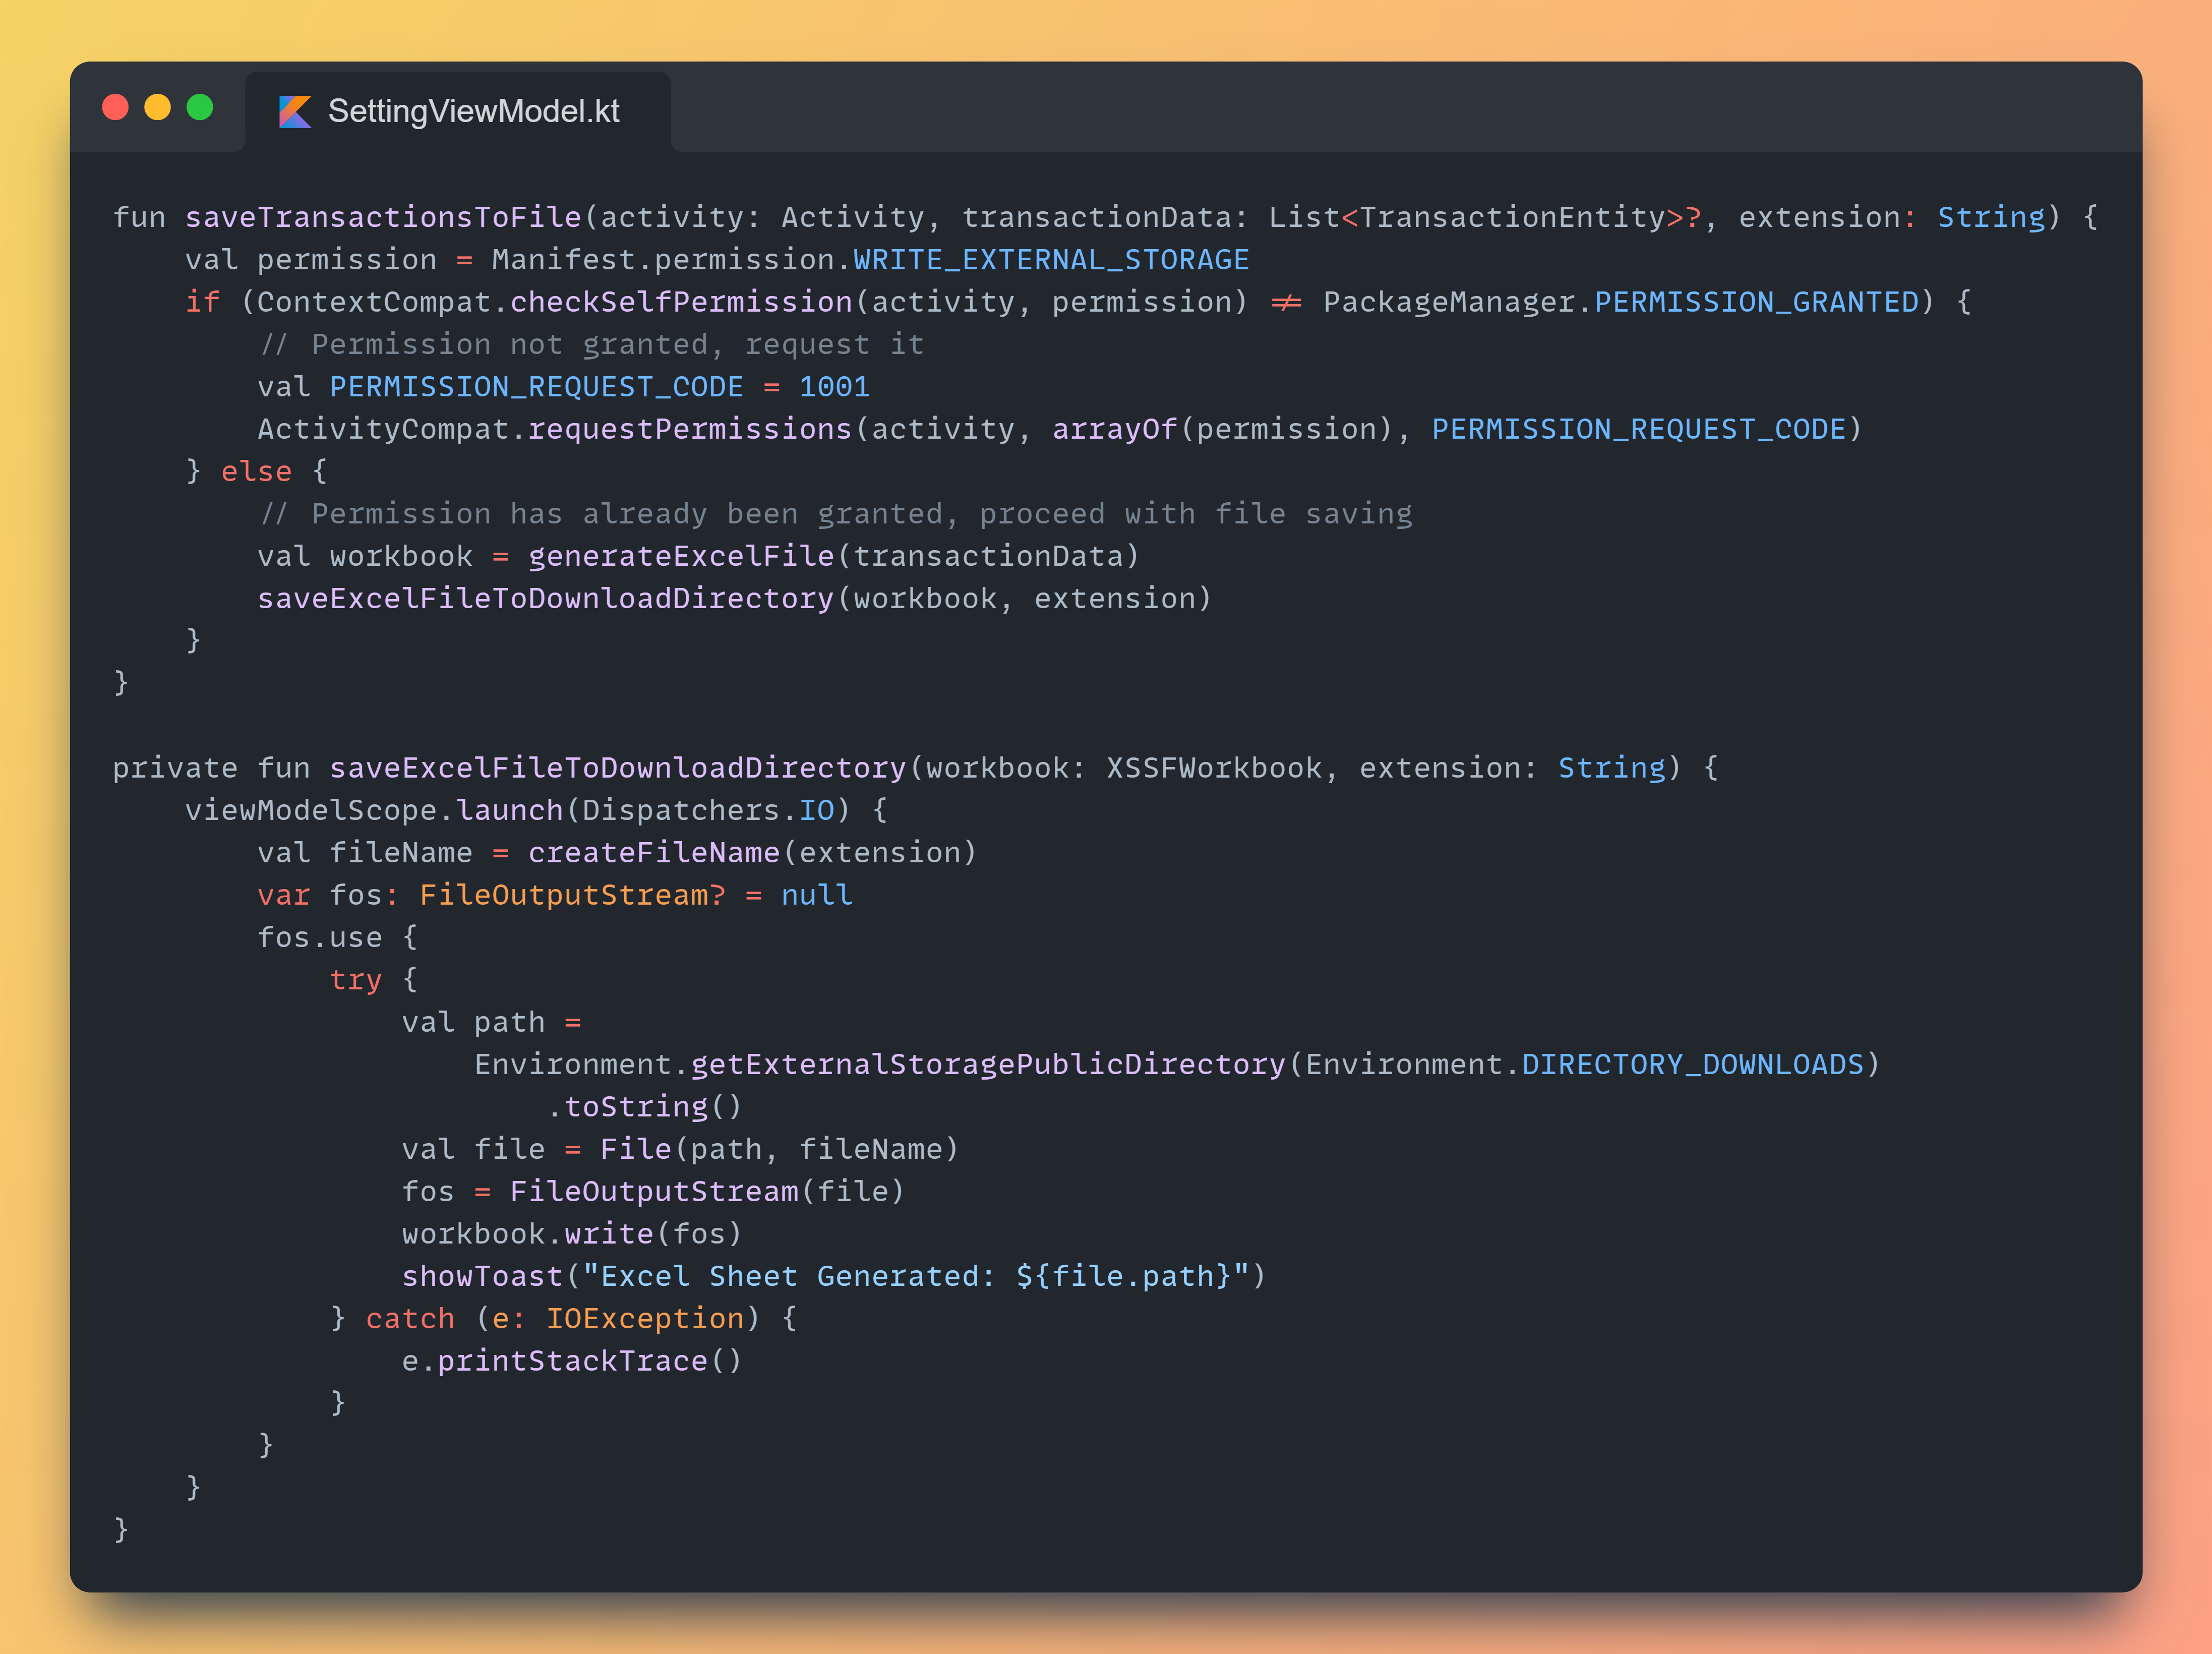 SettingViewModel.kt
fun saveTransactionsToFile(activity: Activity, transactionData: List<TransactionEntity>?, extension: String) {
    val permission = Manifest.permission.WRITE_EXTERNAL_STORAGE
    if (ContextCompat.checkSelfPermission(activity, permission) != PackageManager.PERMISSION_GRANTED) {
        // Permission not granted, request it
        val PERMISSION_REQUEST_CODE = 1001
        ActivityCompat.requestPermissions(activity, arrayOf(permission), PERMISSION_REQUEST_CODE)
    } else {
        // Permission has already been granted, proceed with file saving
        val workbook = generateExcelFile(transactionData)
        saveExcelFileToDownloadDirectory(workbook, extension)
    }
}

private fun saveExcelFileToDownloadDirectory(workbook: XSSFWorkbook, extension: String) {
    viewModelScope.launch(Dispatchers.IO) {
        val fileName = createFileName(extension)
        var fos: FileOutputStream? = null
        fos.use {
            try {
                val path =
                    Environment.getExternalStoragePublicDirectory(Environment.DIRECTORY_DOWNLOADS)
                        .toString()
                val file = File(path, fileName)
                fos = FileOutputStream(file)
                workbook.write(fos)
                showToast("Excel Sheet Generated: ${file.path}")
            } catch (e: IOException) {
                e.printStackTrace()
            }
        }
    }
}